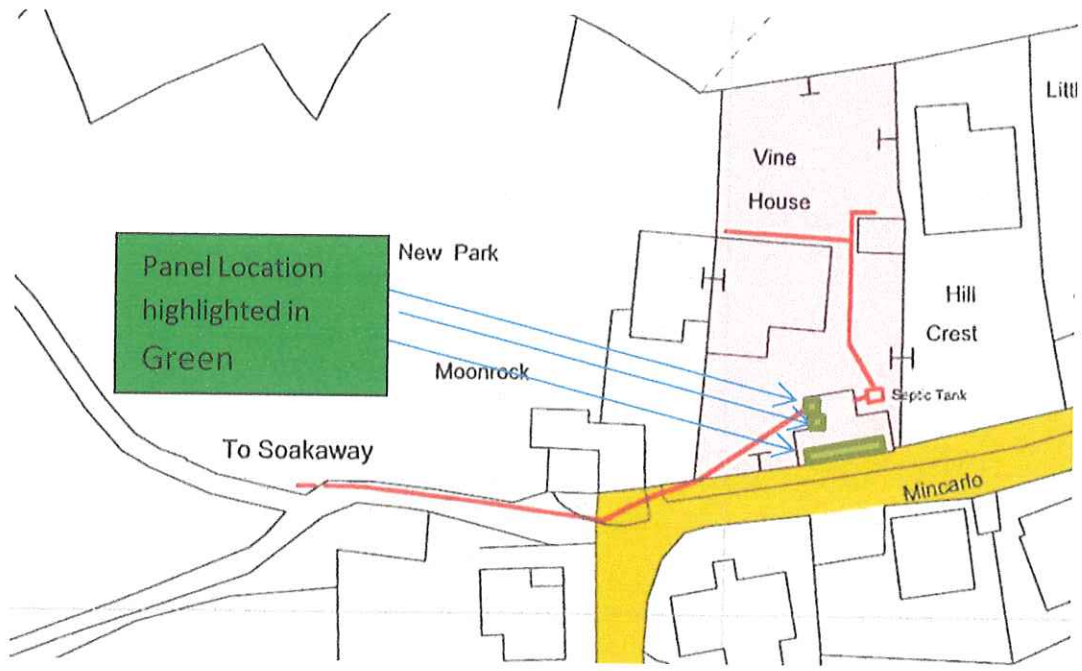 Littl
Vine
House
Panel Location
highlighted in
Green
New Park
Hill
Crest
Moonrock
Septic Tank
To Soakaway
Mincarlo